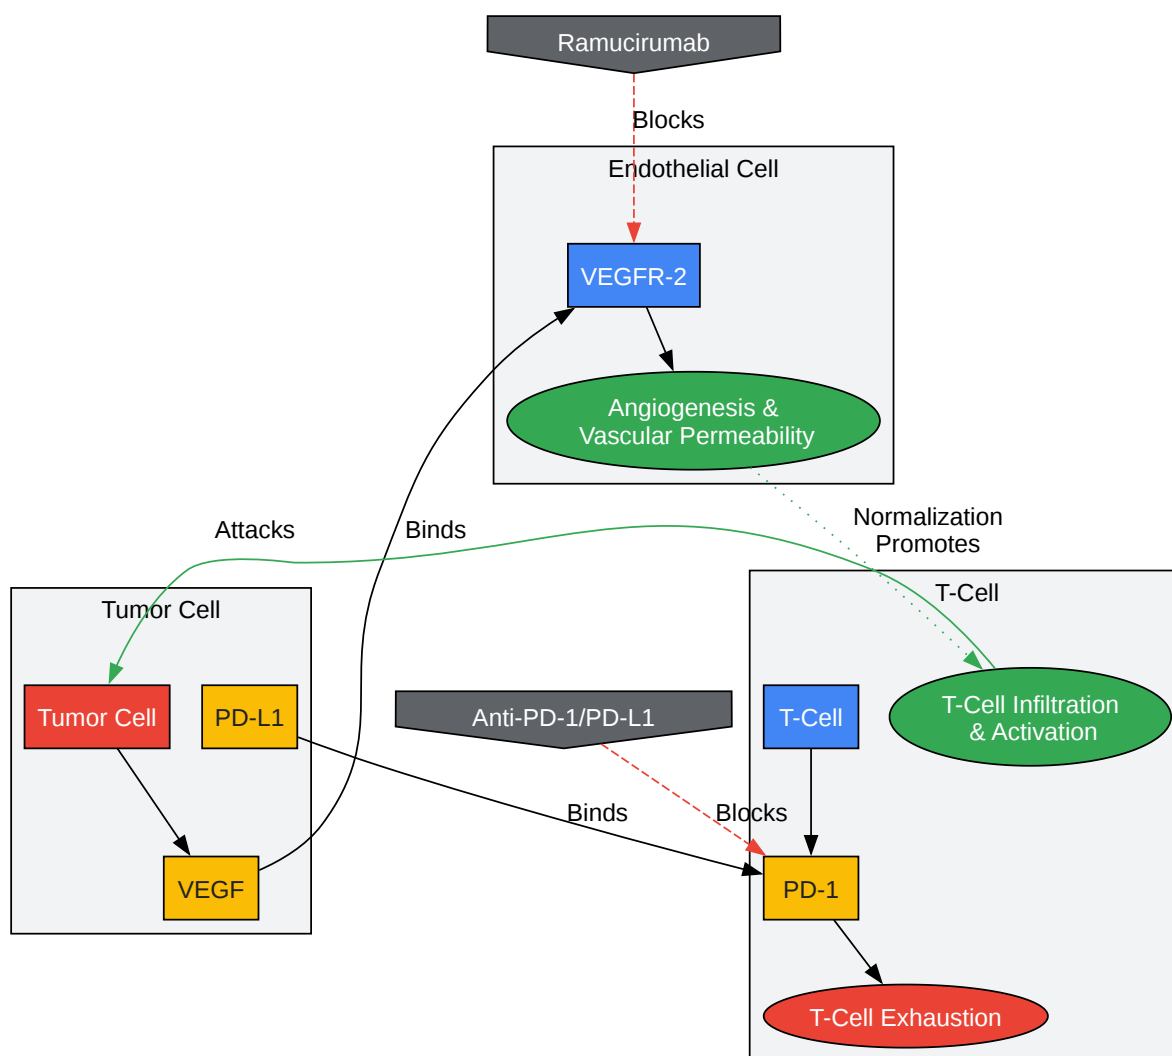 Ramucirumab
Blocks
Endothelial Cell
VEGFR-2
Angiogenesis &
Vascular Permeability
Attacks
Binds
Normalization
Promotes
T-Cell
Tumor Cell
Tumor Cell
PD-L1
Anti-PD-1/PD-L1
T-Cell
T-Cell Infiltration
& Activation
Binds
Blocks
VEGF
PD-1
T-Cell Exhaustion